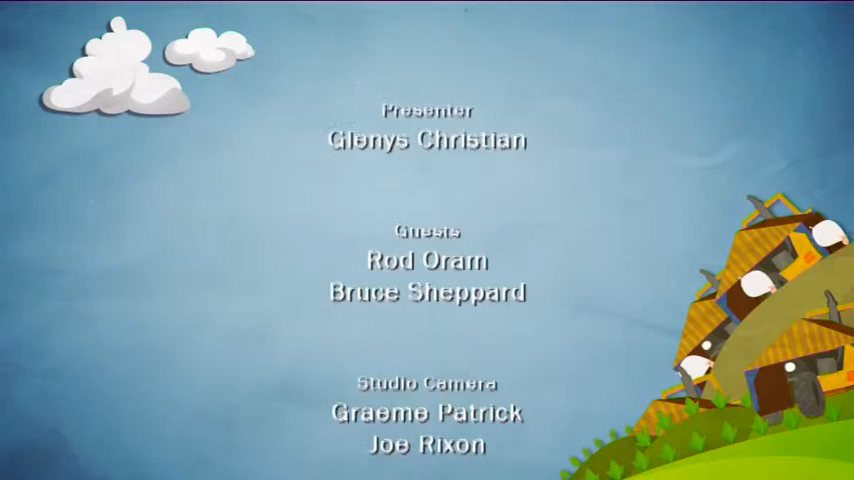 Presenter
Glenys Christian
Guests
Rod Oram
Bruce Sheppard
Studio Camera
Graeme Patrick
Joe Rixon